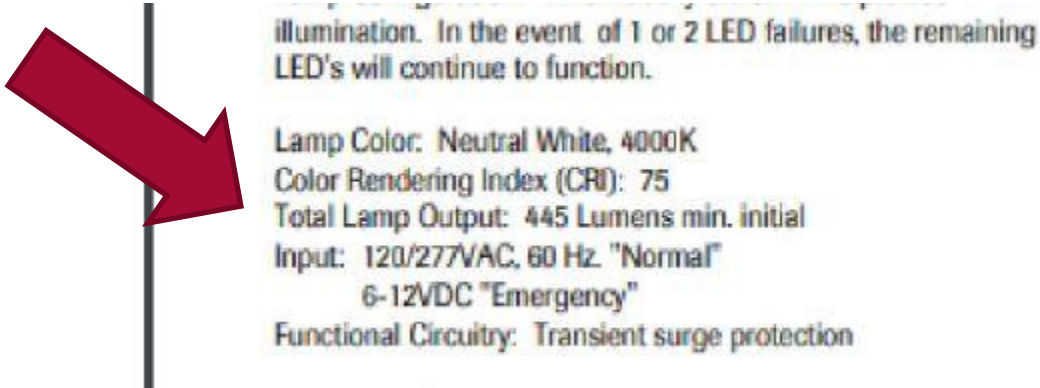 illumination. In the event of 1 or 2 LED failures, the remaining
LED's will continue to function.
Lamp Color: Neutral White, 4000K
Color Rendering Index (CRI): 75
Total Lamp Output: 445 Lumens min. initial
Input: 120/277VAC, 60 Hz. "Normal"
6-12VDC "Emergency"
Functional Circuitry: Transient surge protection